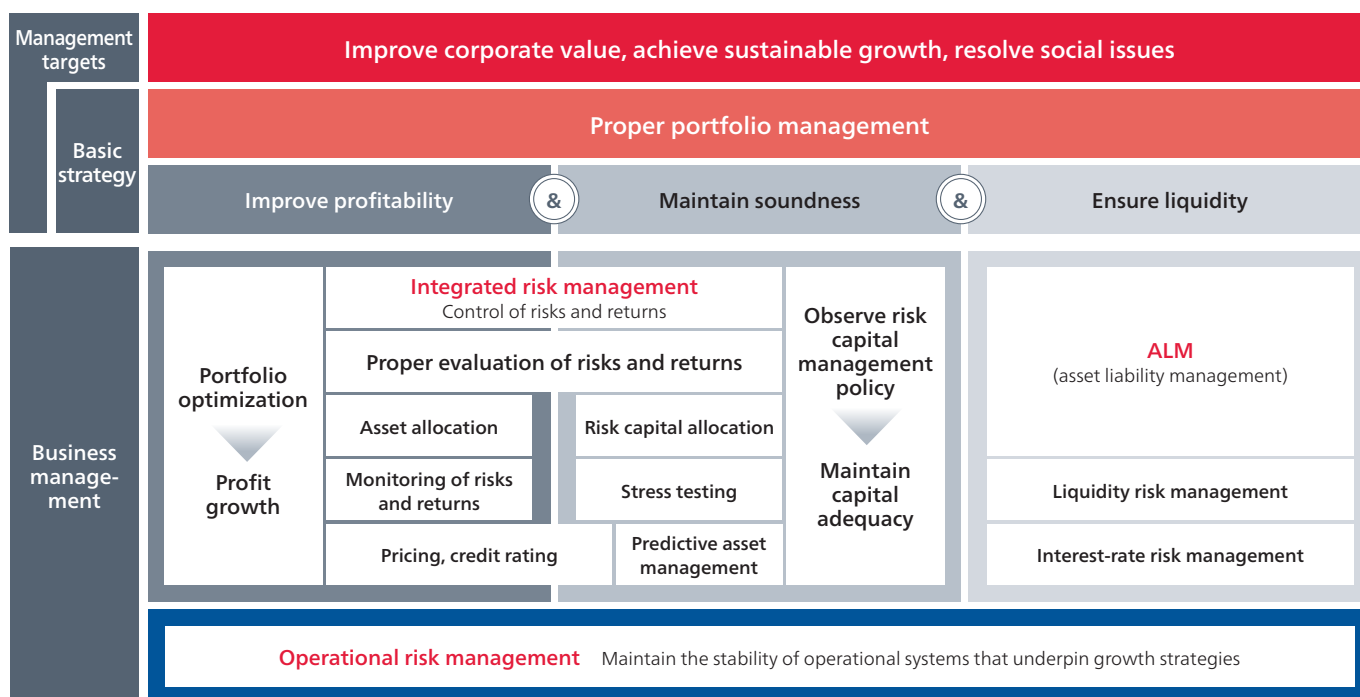 Management
targets
Improve corporate value, achieve sustainable growth, resolve social issues
Basic
strategy
Proper portfolio management
Improve profitability
&
Maintain soundness
&
Ensure liquidity
Business
manage-
ment
Portfolio
optimization
Profit
growth
Integrated risk management
Control of risks and returns
Proper evaluation of risks and returns
Asset allocation
Risk capital allocation
Monitoring of risks
and returns
Stress testing
Pricing, credit rating
Predictive asset
management
Observe risk
capital
management
policy
Maintain
capital
adequacy
ALM
(asset liability management)
Liquidity risk management
Interest-rate risk management
Operational risk management Maintain the stability of operational systems that underpin growth strategies